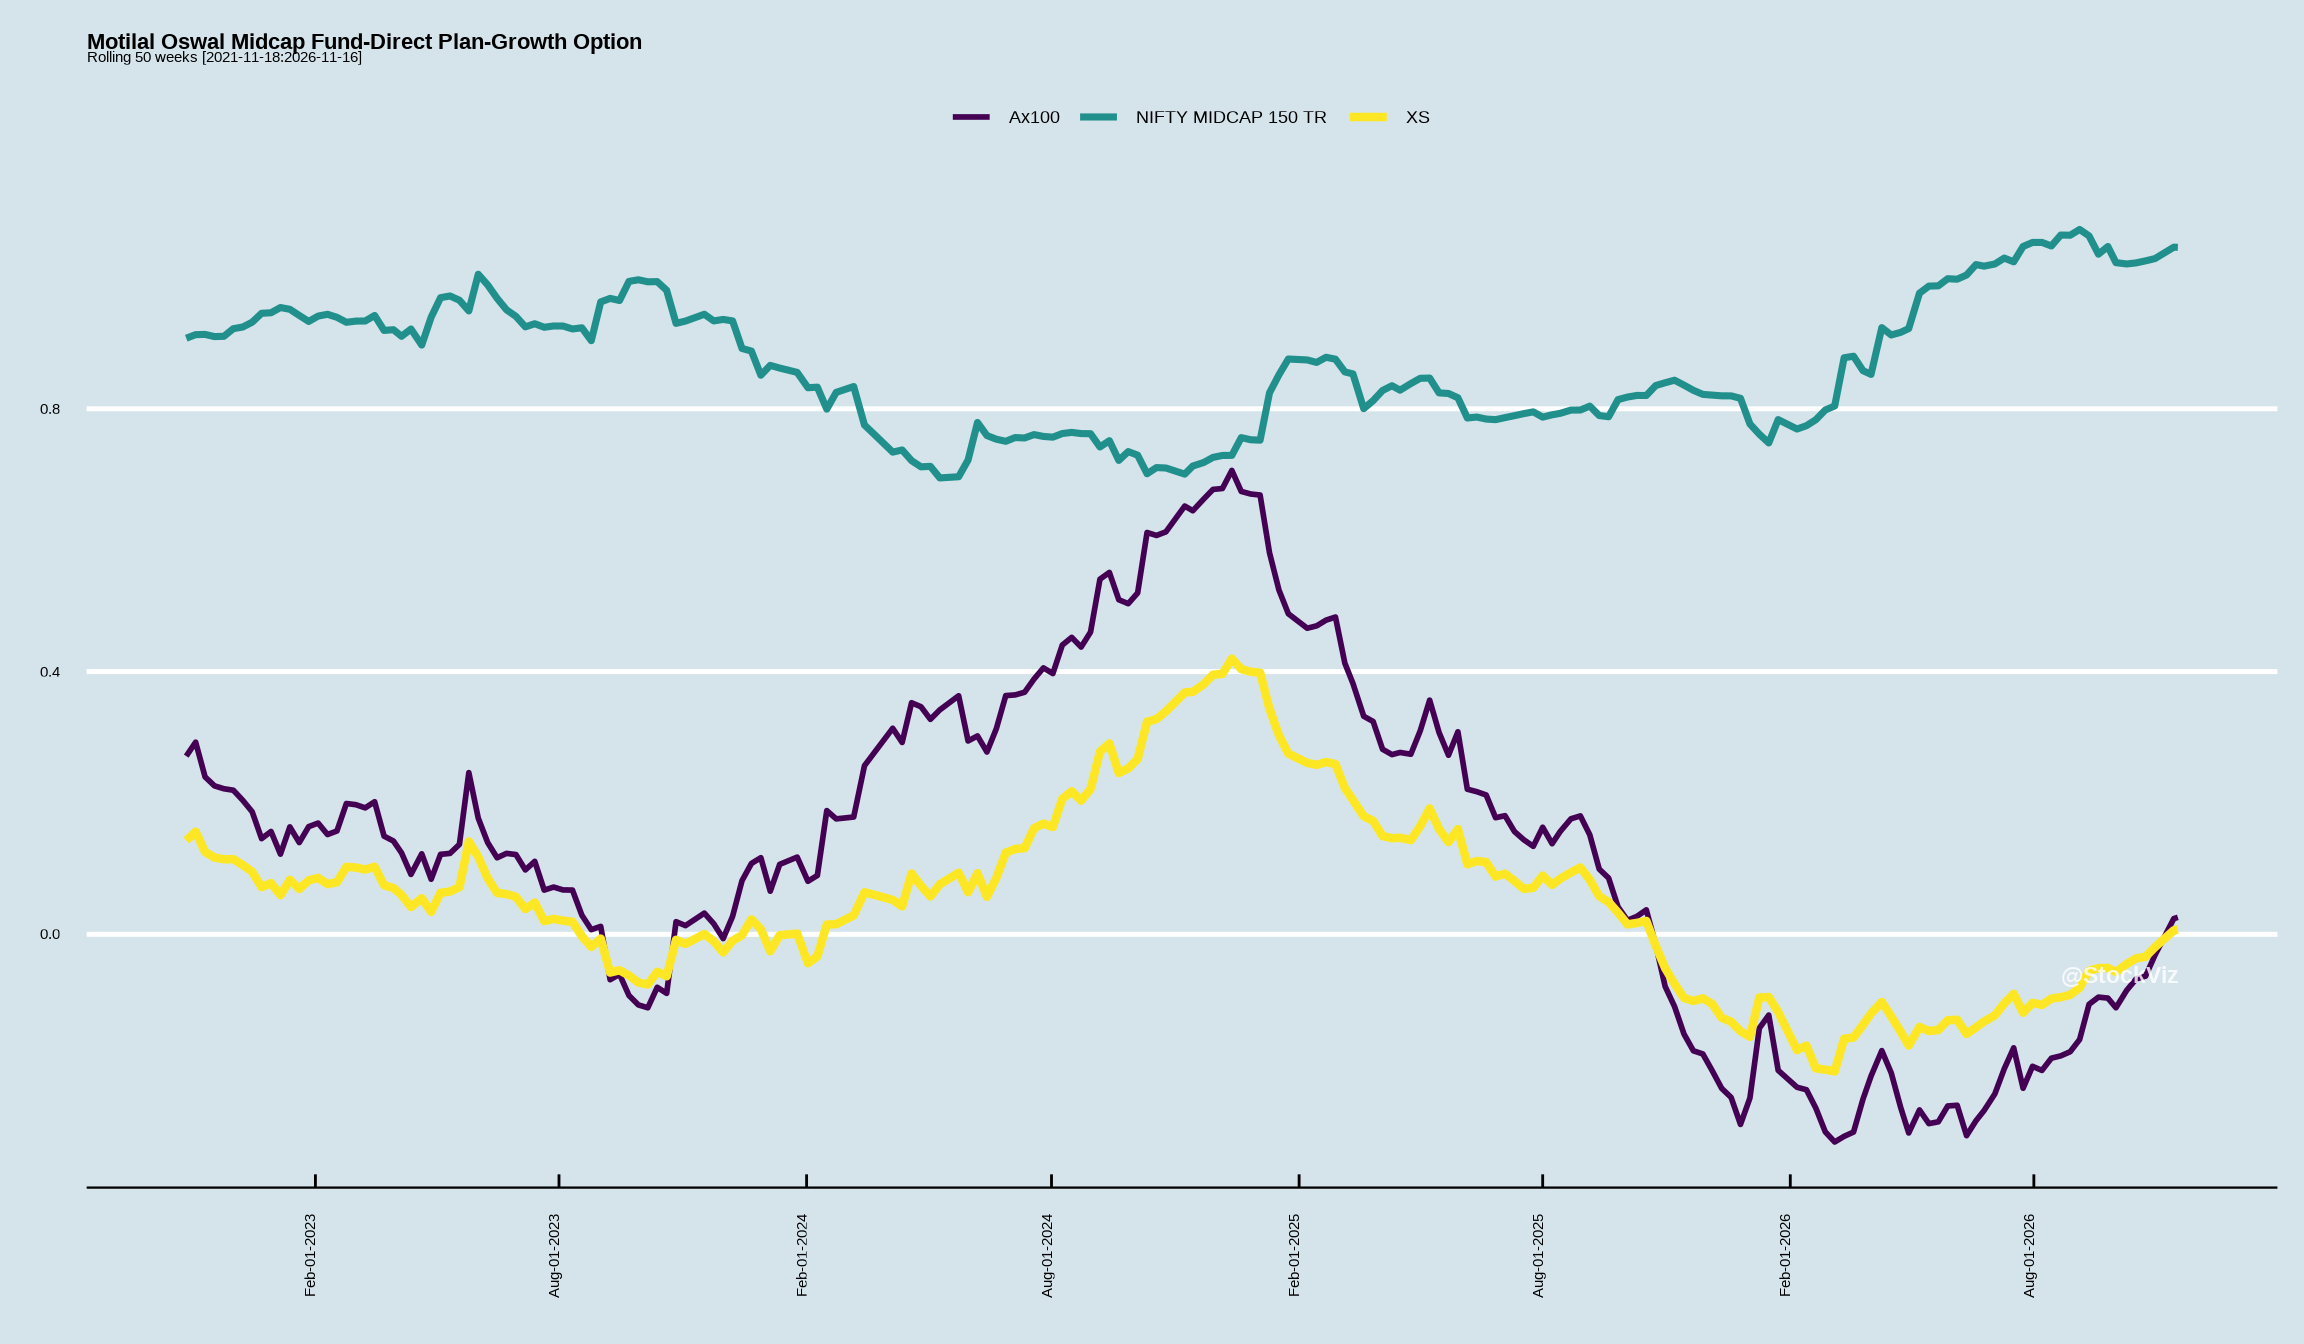 Motilal Oswal Midcap Fund-Direct Plan-Growth Option
Rolling 50 weeks [2021-11-18:2026-11-16]
Ax100 NIFTY MIDCAP 150 TR XS
0.8
0.4
0.0
@StockViz
Feb-01-2023
Aug-01-2023
Feb-01-2024
Aug-01-2024
Feb-01-2025
Aug-01-2025
Feb-01-2026
Aug-01-2026